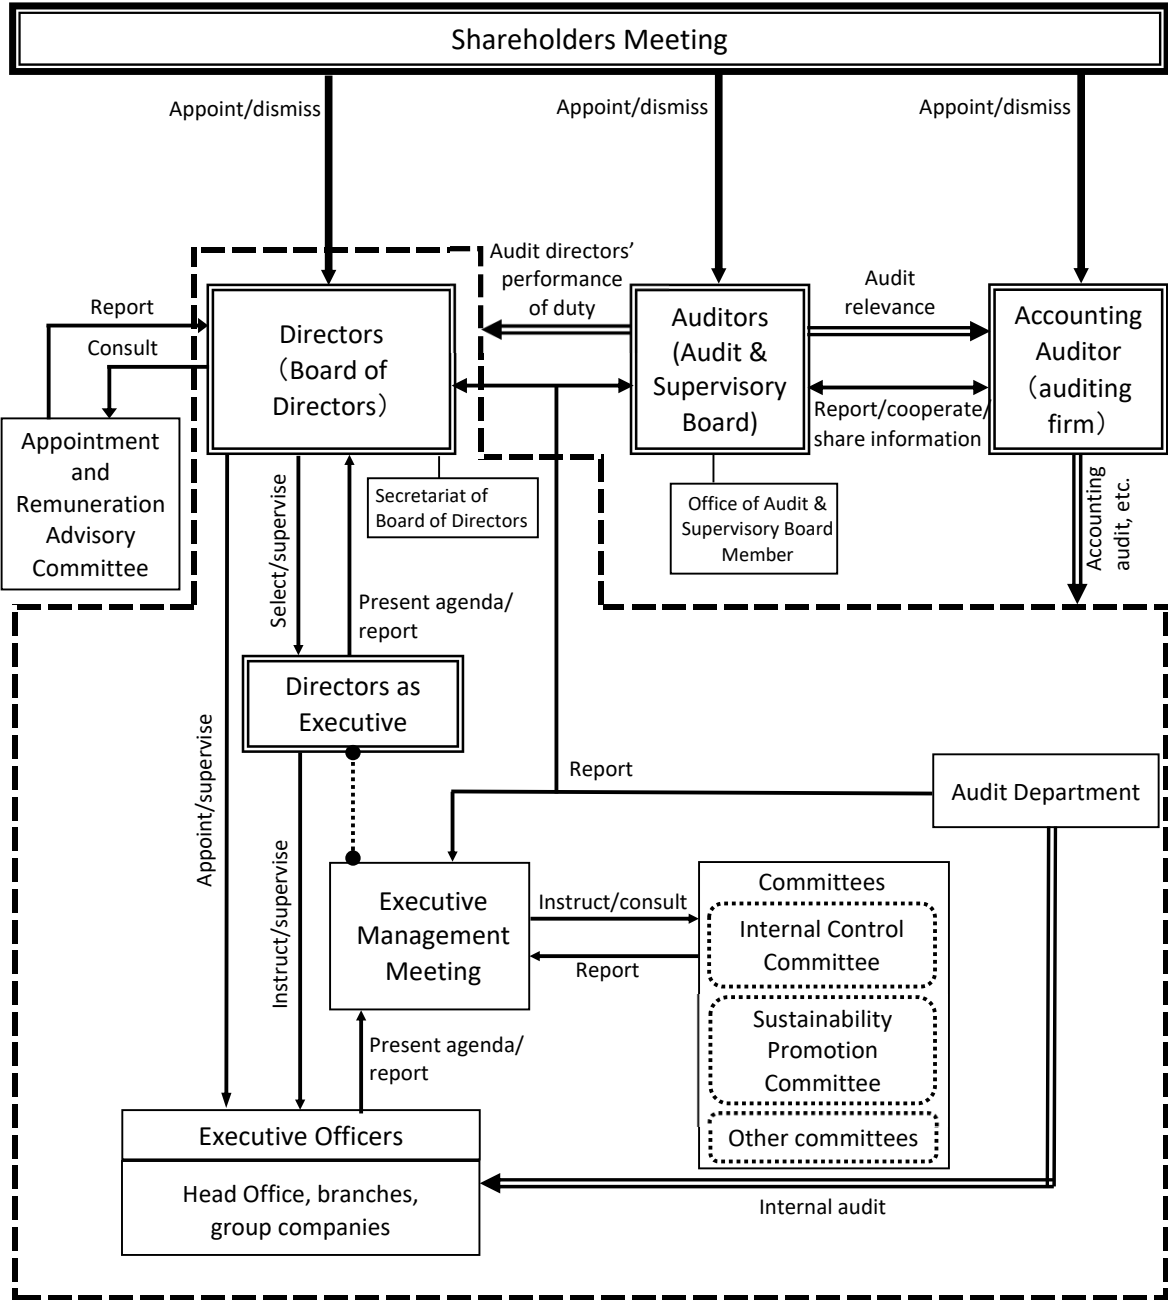 Shareholders Meeting
Appoint/dismiss
Appoint/dismiss
Appoint/dismiss
Audit directors’
performance
of duty
Audit
relevance
Report
Consult
Directors
（Board of
Directors）
Auditors
(Audit &
Supervisory
Board)
Accounting
Auditor
（auditing
firm）
Report/cooperate/
share information
Appointment
and
Remuneration
Advisory
Committee
Secretariat of
Board of Directors
Office of Audit &
Supervisory Board
Member
Accounting
audit, etc.
Select/supervise
Present agenda/
report
Directors as
Executive
Appoint/supervise
Instruct/supervise
Report
Audit Department
Executive
Management
Meeting
Instruct/consult
Report
Committees
Internal Control
Committee
Sustainability
Promotion
Committee
Other committees
Present agenda/
report
Executive Officers
Head Office, branches,
group companies
Internal audit